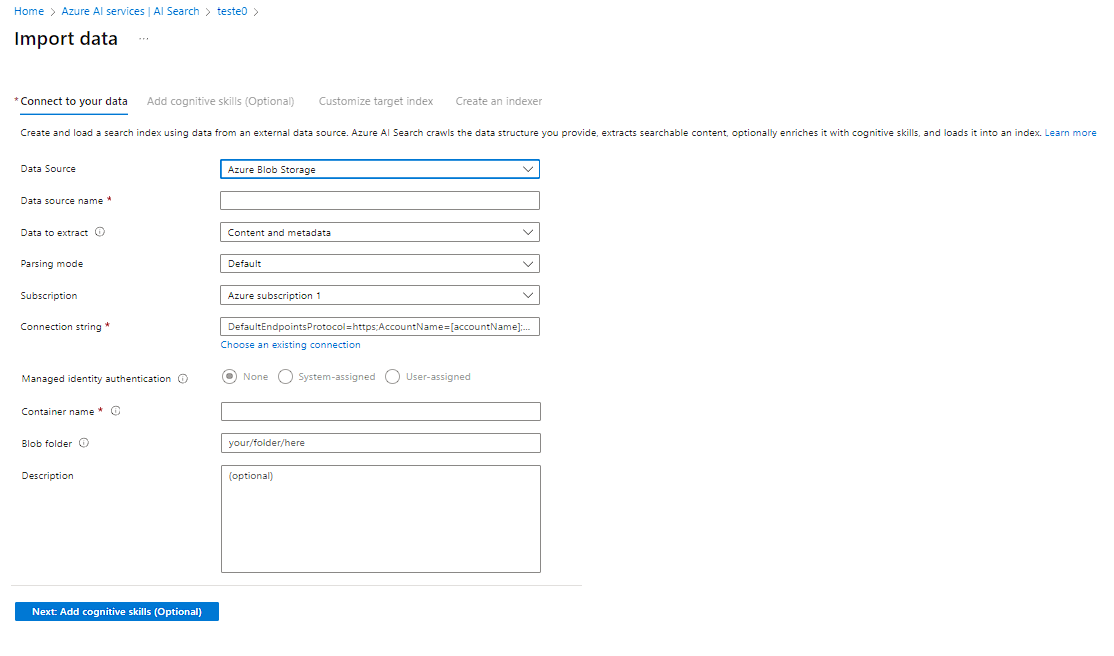 Home > Azure AI services | AI Search > teste0 >
Import data ...
* Connect to your data Add cognitive skills (Optional) Customize target index Create an indexer
Create and load a search index using data from an external data source. Azure AI Search crawls the data structure you provide, extracts searchable content, optionally enriches it with cognitive skills, and loads it into an index. Learn more
Data Source Azure Blob Storage
Data source name *
Data to extract Content and metadata
Parsing mode Default
Subscription Azure subscription 1
Connection string * DefaultEndpointsProtocol=https;AccountName=[accountName];...
Choose an existing connection
Managed identity authentication None System-assigned User-assigned
Container name *
Blob folder your/folder/here
Description (optional)
Next: Add cognitive skills (Optional)